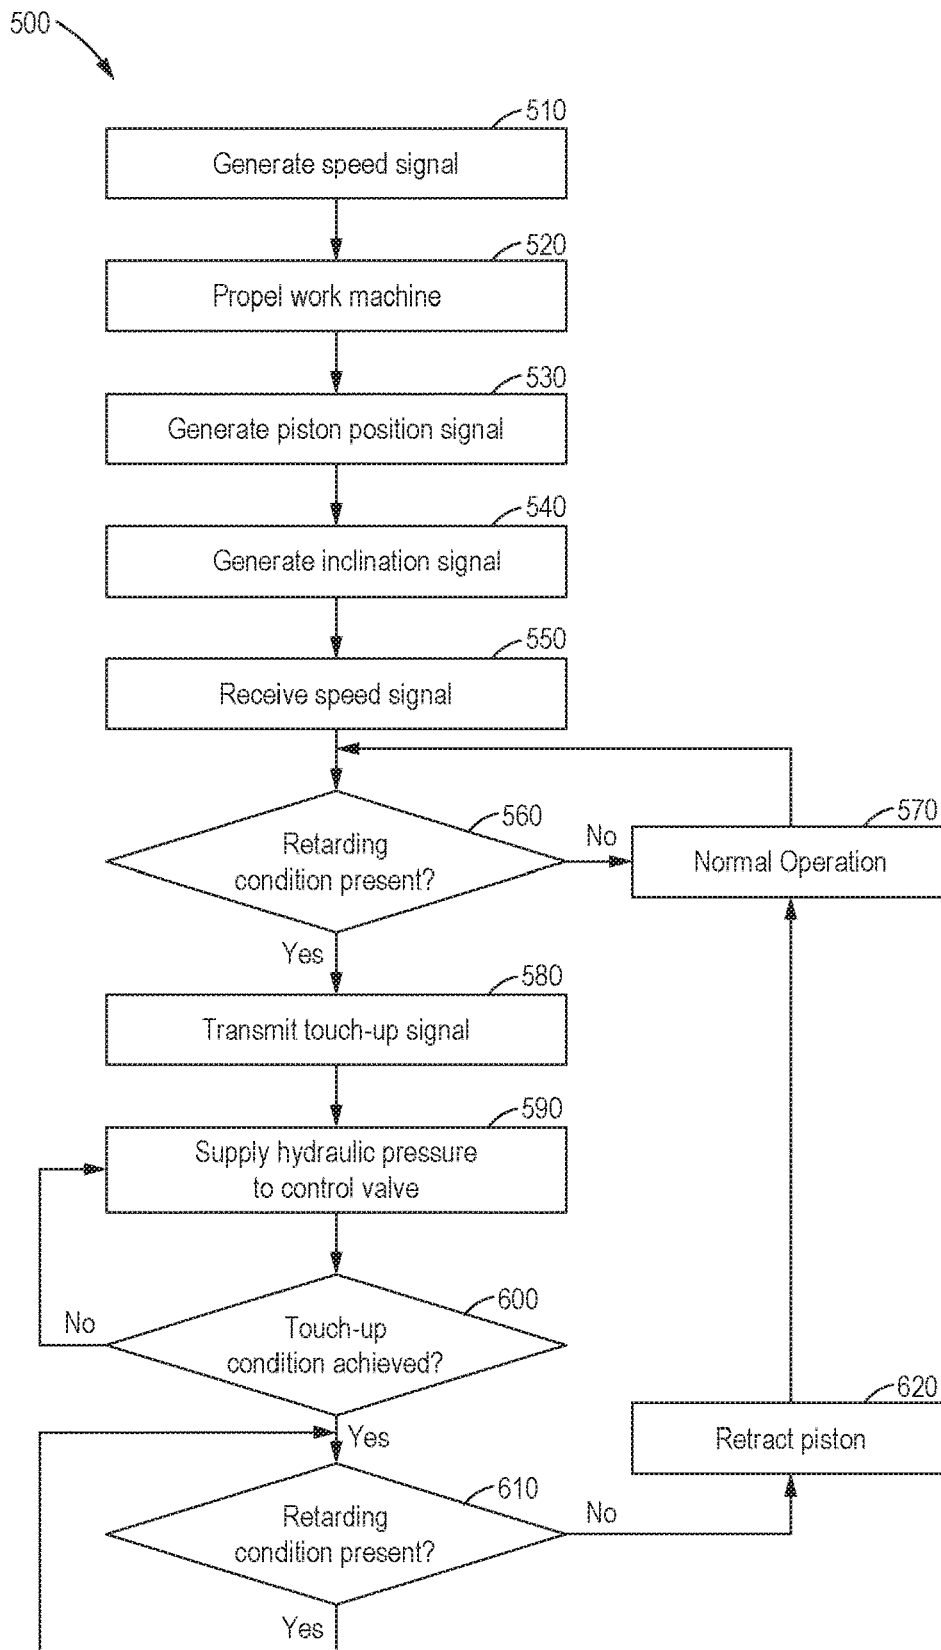 500
510
Generate speed signal
520
Propel work machine
530
Generate piston position signal
540
Generate inclination signal
550
Receive speed signal
560
Retarding
condition present?
No
570
Normal Operation
Yes
580
Transmit touch-up signal
590
Supply hydraulic pressure
to control valve
600
Touch-up
condition achieved?
No
Yes
610
Retarding
condition present?
No
620
Retract piston
Yes